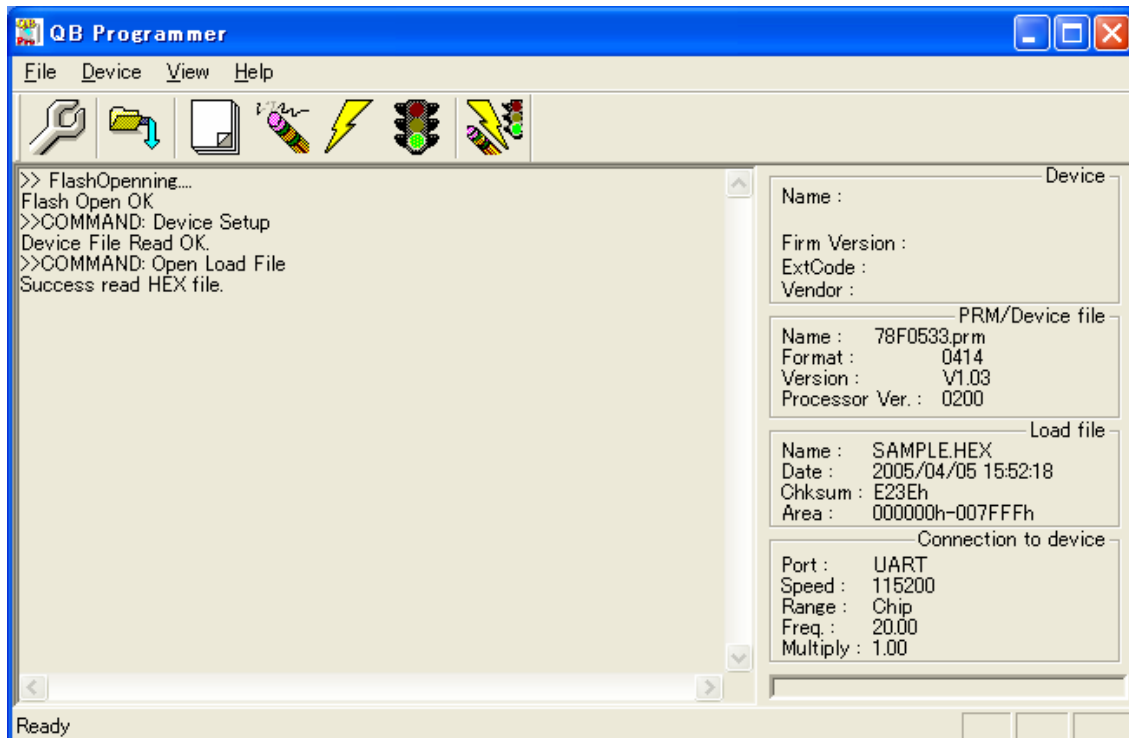 QB Programmer
File Device View Help
>> FlashOpenning....
Flash Open OK
>>COMMAND: Device Setup
Device File Read OK.
>>COMMAND: Open Load File
Success read HEX file.
Device
Name :
Firm Version :
ExtCode :
Vendor :
PRM/Device file
Name : 78F0533.prm
Format : 0414
Version : V1.03
Processor Ver. : 0200
Load file
Name : SAMPLE.HEX
Date : 2005/04/05 15:52:18
Chksum : E23Eh
Area : 000000h-007FFFh
Connection to device
Port : UART
Speed : 115200
Range : Chip
Freq. : 20.00
Multiply : 1.00
Ready